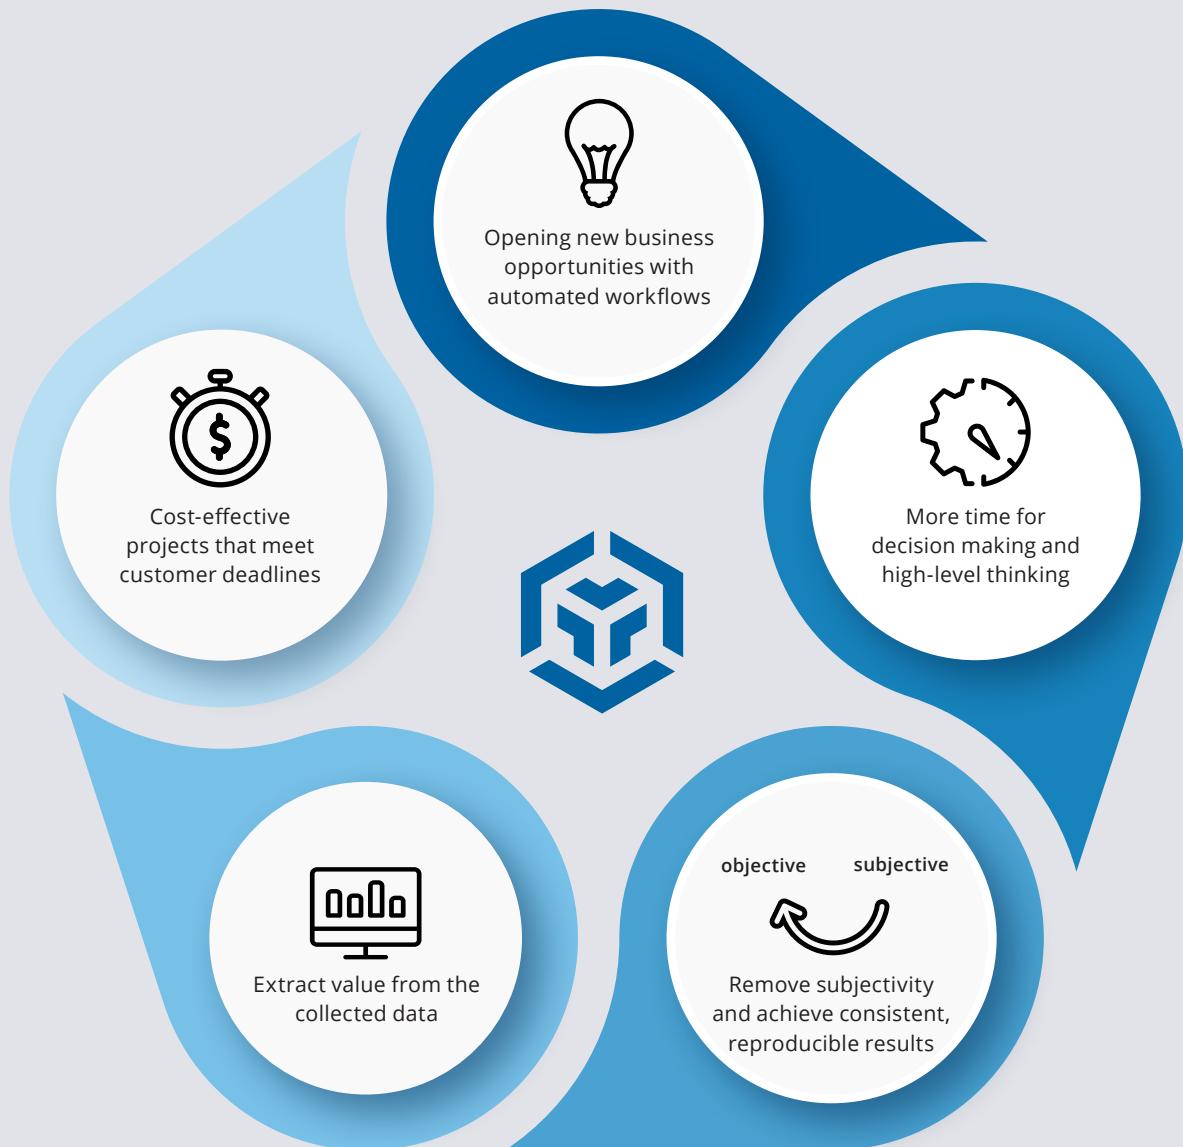 Opening new business
opportunities with
automated workflows
More time for
decision making and
high-level thinking
objective subjective
Remove subjectivity
and achieve consistent,
reproducible results
Extract value from the
collected data
$
Cost-effective
projects that meet
customer deadlines